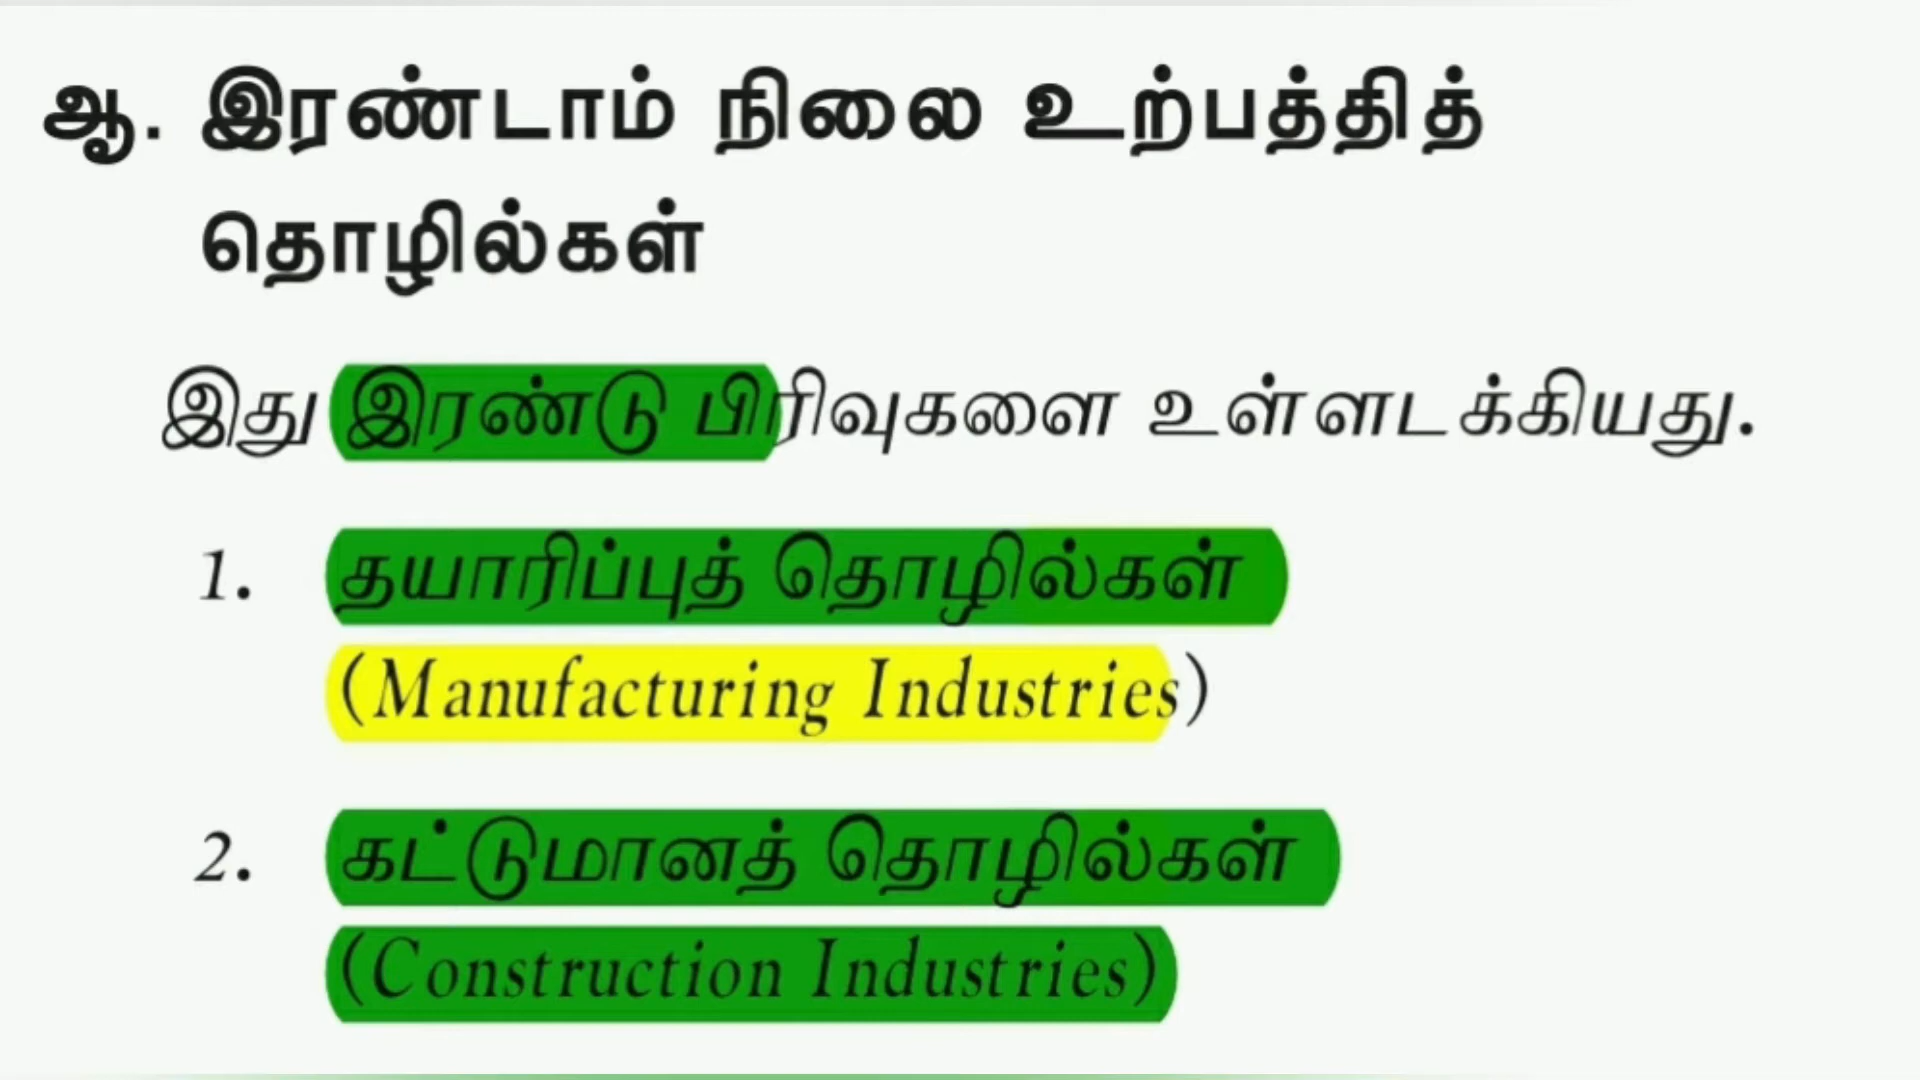 ஆ. இரண்டாம் நிலை உற்பத்தித்
தொழில்கள்
இது இரண்டு பிரிவுகளை உள்ளடக்கியது.
1. தயாரிப்புத் தொழில்கள்
(Manufacturing Industries)
2. கட்டுமானத் தொழில்கள்
(Construction Industries)